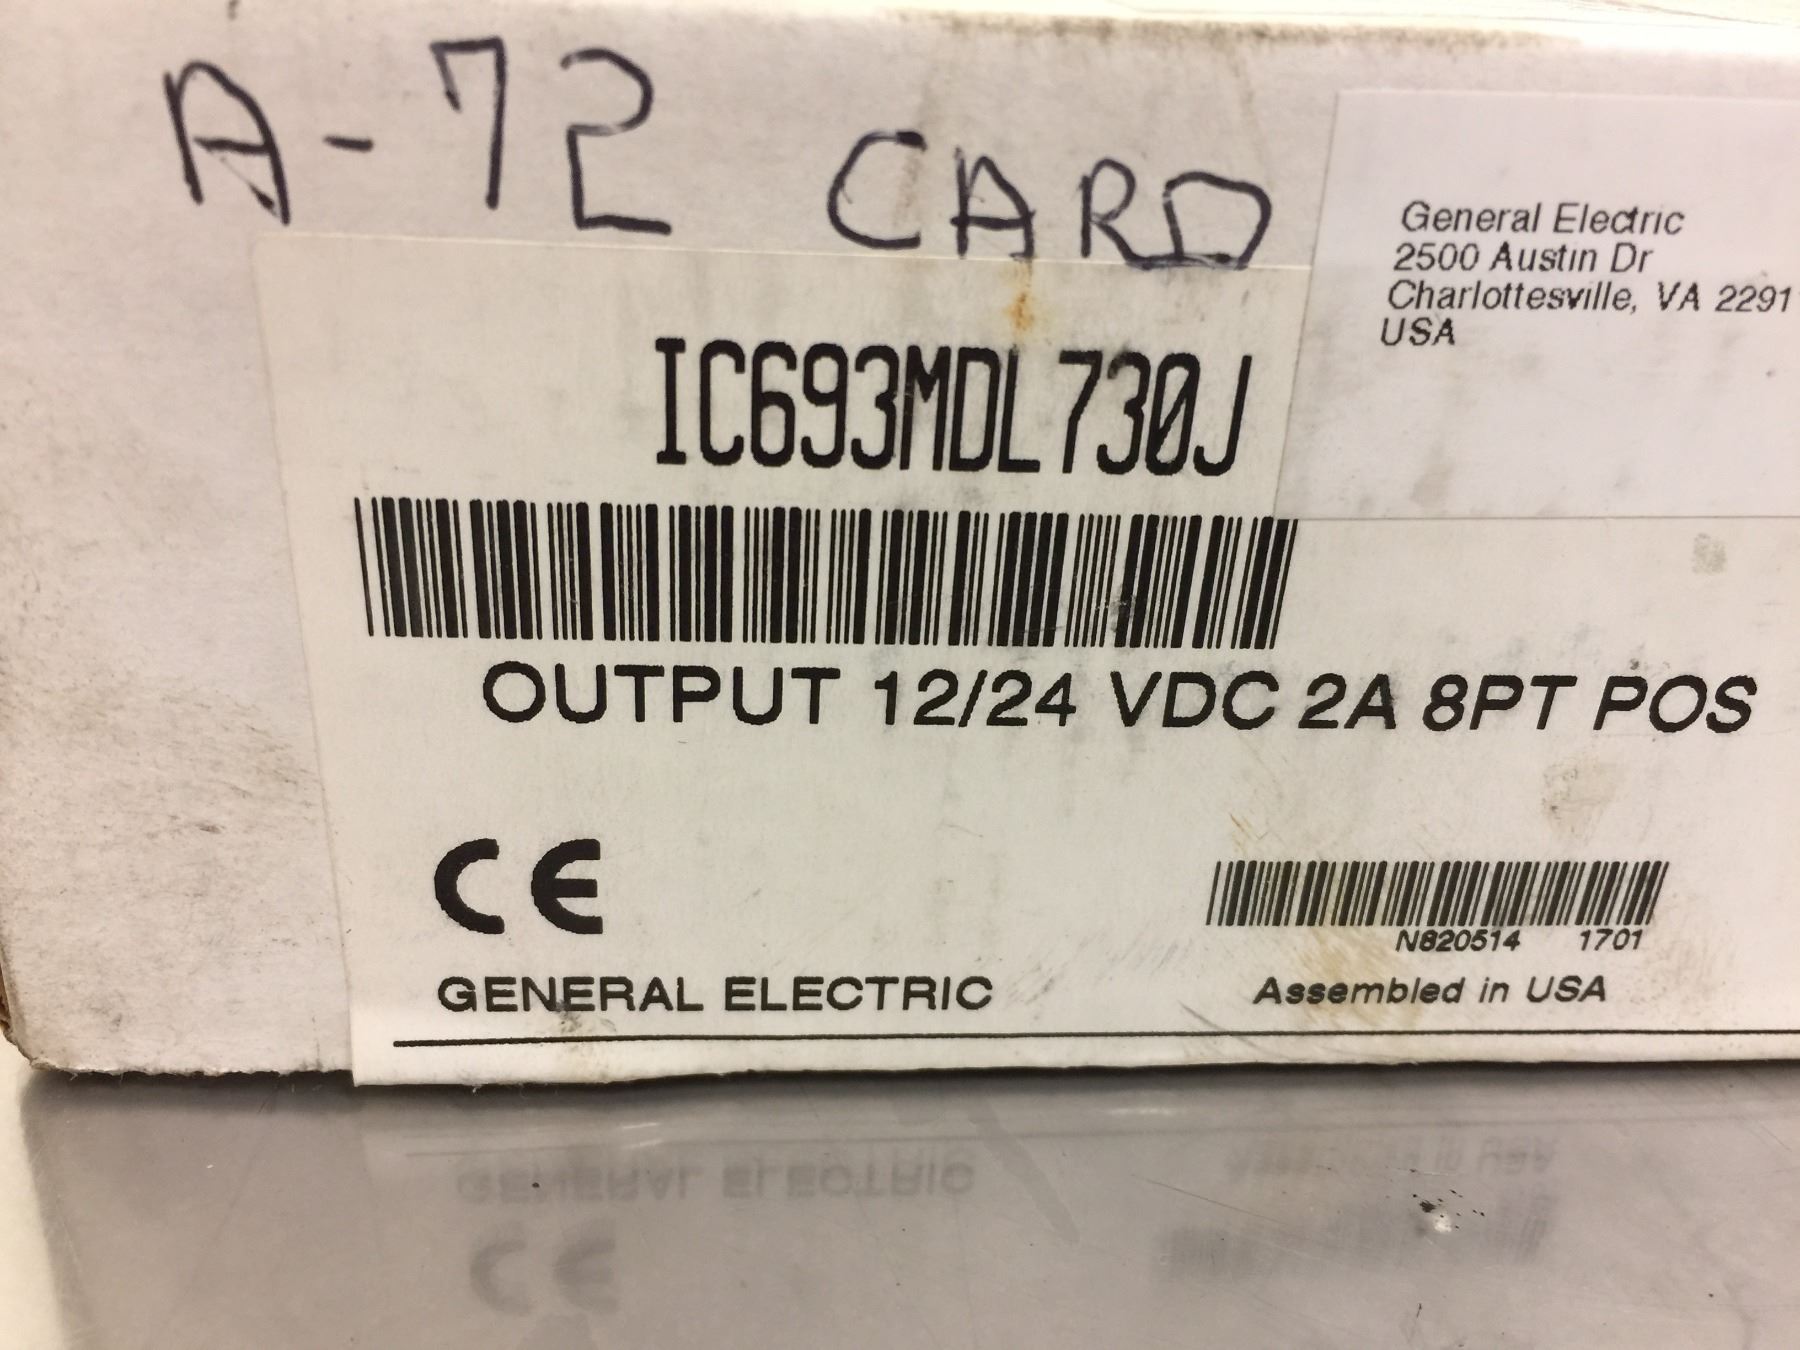 A-72 CARD
General Electric
2500 Austin Dr
Charlottesville, VA 2291
USA
IC693MDL730J
OUTPUT 12/24 VDC 2A 8PT POS
CE
N820514 1701
GENERAL ELECTRIC
Assembled in USA